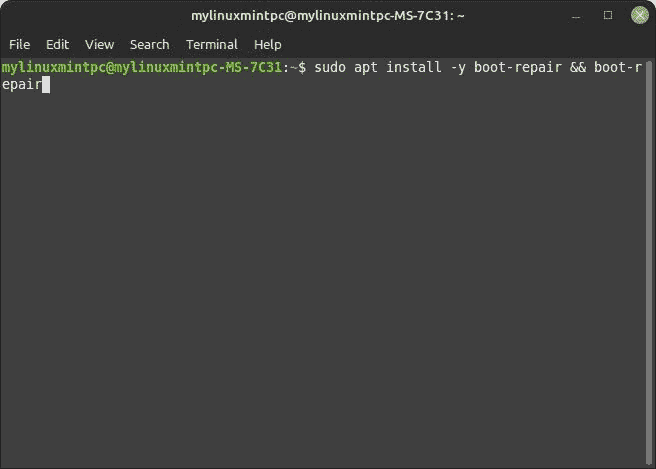 mylinuxmintpc@mylinuxmintpc-MS-7C31: ~
File Edit View Search Terminal Help
mylinuxmintpc@mylinuxmintpc-MS-7C31:~$ sudo apt install -y boot-repair && boot-r
epair